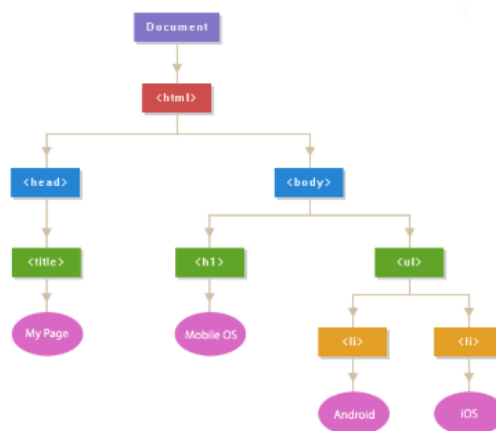 Document
<html>
<head>
<body>
<title>
<h1>
<ul>
My Page
Mobile OS
<li>
<li>
Android
iOS